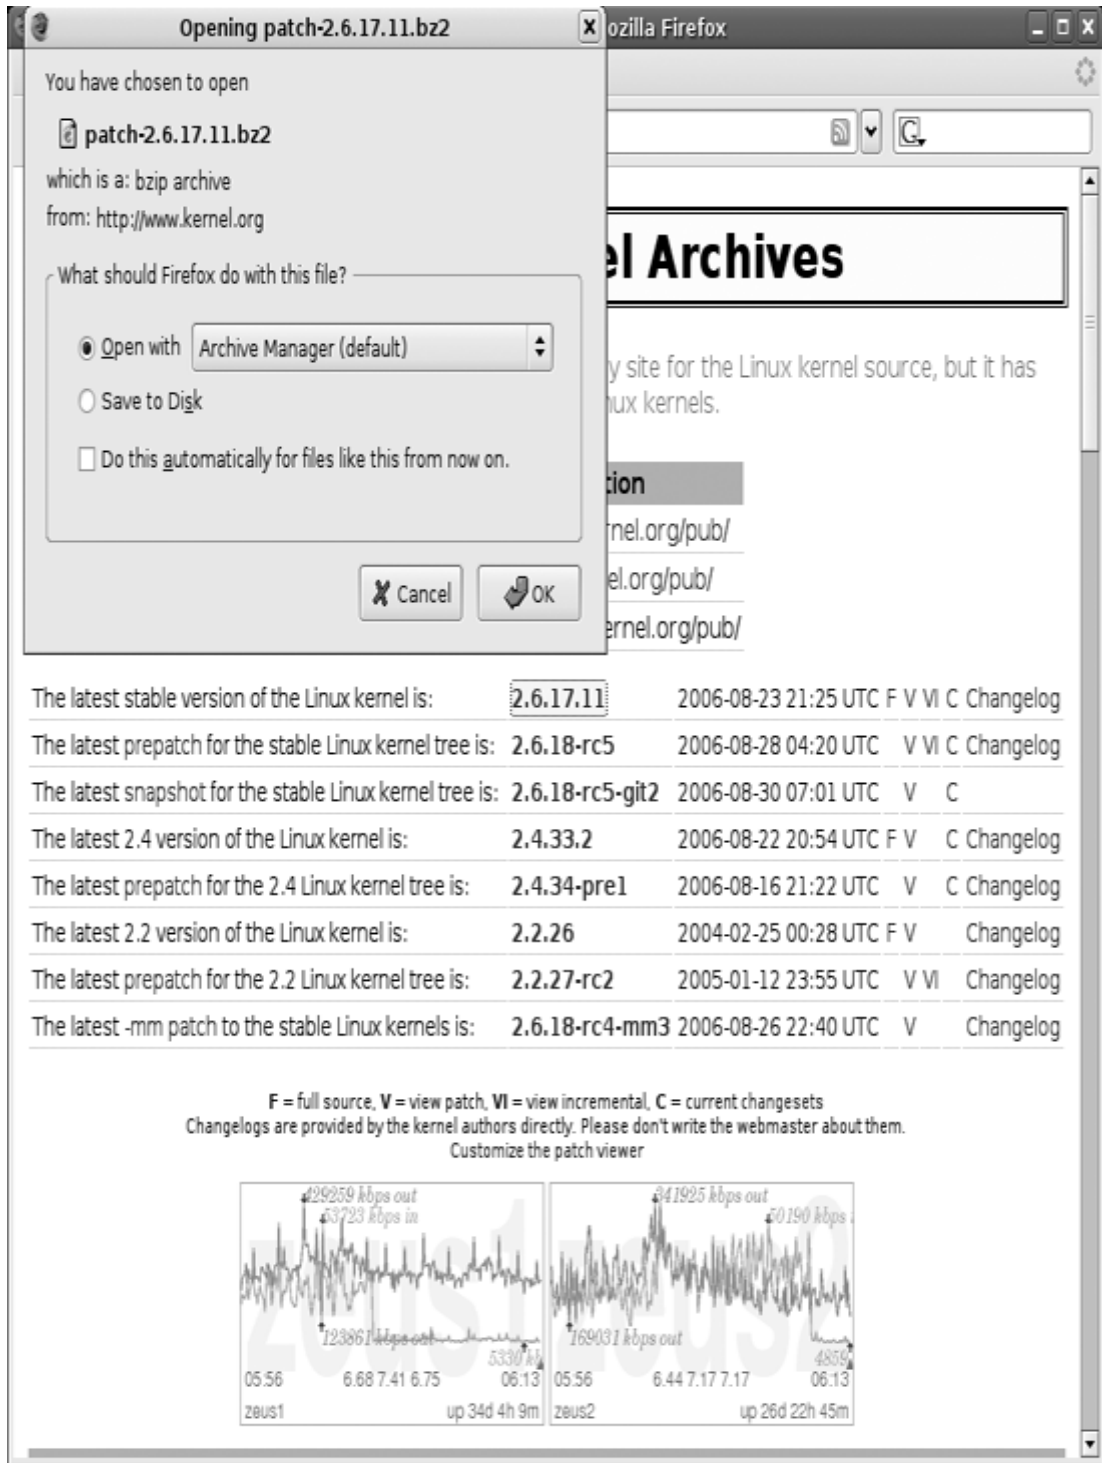 Opening patch-2.6.17.11.bz2
ozilla Firefox
You have chosen to open
patch-2.6.17.11.bz2
which is a: bzip archive
from: http://www.kernel.org
What should Firefox do with this file?
Open with Archive Manager (default)
Save to Disk
Do this automatically for files like this from now on.
Cancel OK
G
el Archives
y site for the Linux kernel source, but it has
nux kernels.
tion
rnel.org/pub/
el.org/pub/
ernel.org/pub/
The latest stable version of the Linux kernel is: 2.6.17.11 2006-08-23 21:25 UTC F V VI C Changelog
The latest prepatch for the stable Linux kernel tree is: 2.6.18-rc5 2006-08-28 04:20 UTC V VI C Changelog
The latest snapshot for the stable Linux kernel tree is: 2.6.18-rc5-git2 2006-08-30 07:01 UTC V C
The latest 2.4 version of the Linux kernel is: 2.4.33.2 2006-08-22 20:54 UTC F V C Changelog
The latest prepatch for the 2.4 Linux kernel tree is: 2.4.34-pre1 2006-08-16 21:22 UTC V C Changelog
The latest 2.2 version of the Linux kernel is: 2.2.26 2004-02-25 00:28 UTC F V Changelog
The latest prepatch for the 2.2 Linux kernel tree is: 2.2.27-rc2 2005-01-12 23:55 UTC V VI Changelog
The latest -mm patch to the stable Linux kernels is: 2.6.18-rc4-mm3 2006-08-26 22:40 UTC V Changelog
F = full source, V = view patch, VI = view incremental, C = current changesets
Changelogs are provided by the kernel authors directly. Please don't write the webmaster about them.
Customize the patch viewer
zeus1
429259 kbps out
53723 kbps in
123861 kbps out
5330 kb
05:56 6.68 7.41 6.75 06:13
zeus1 up 34d 4h 9m
zeus2
341925 kbps out
50190 kbps i
169031 kbps out
4859
05:56 6.44 7.17 7.17 06:13
zeus2 up 26d 22h 45m